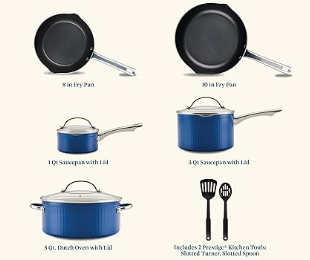 8 in Fry Pan
10 in Fry Pan
1 Qt Saucepan with Lid
3 Qt Saucepan with Lid
5 Qt. Dutch Oven with Lid
Includes 2 Prestige® Kitchen Tools:
Slotted Turner, Slotted Spoon